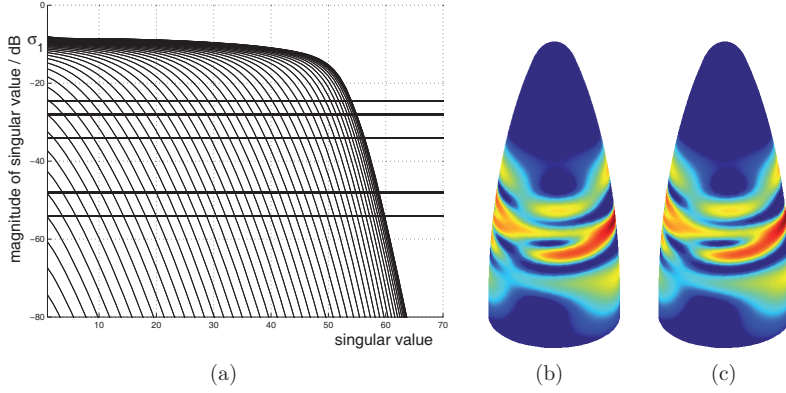 0
σ
1
−20
−40
−60
−80
magnitude of singular value / dB
10
20
30
40
50
60
70
singular value
(a)
(b)
(c)